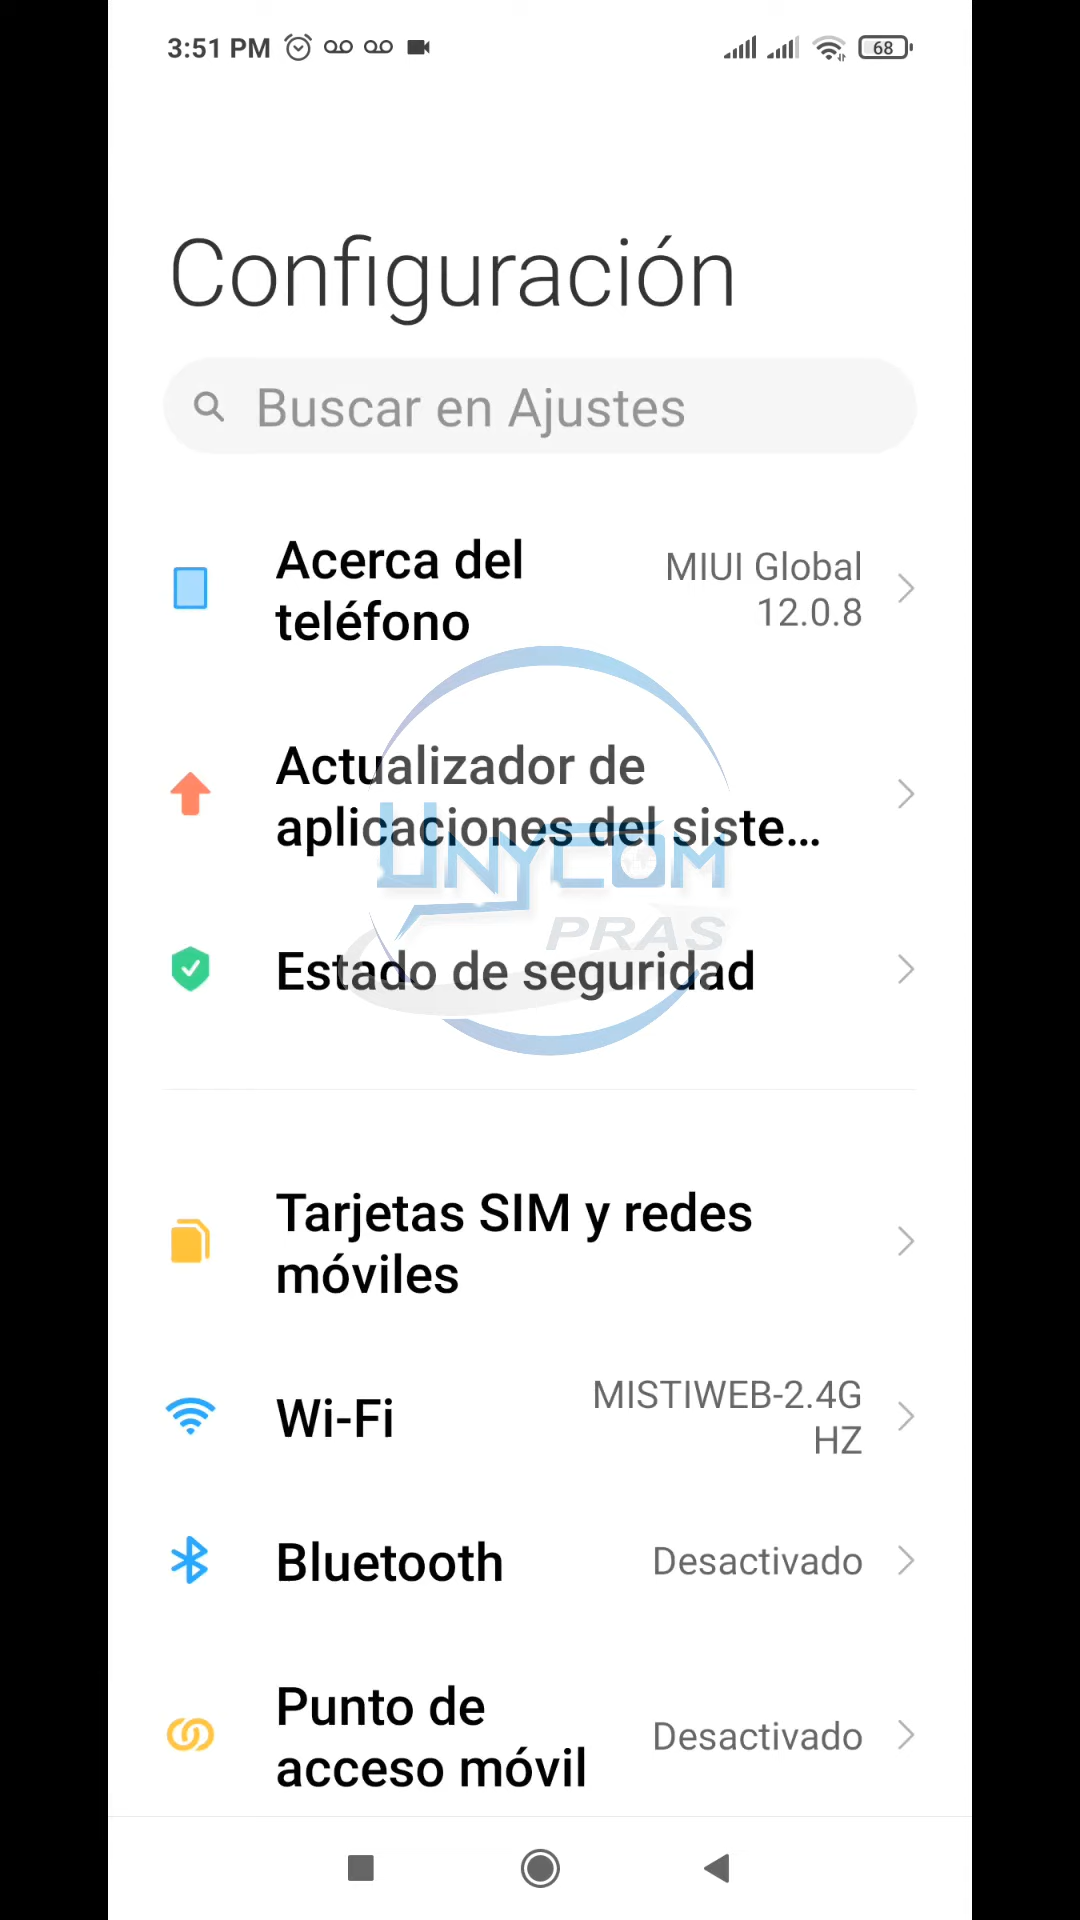 3:51 PM
68
Configuración
Buscar en Ajustes
Acerca del
teléfono
MIUI Global
12.0.8
Actualizador de
aplicaciones del siste...
UNYCOM
PRAS
Estado de seguridad
Tarjetas SIM y redes
móviles
Wi-Fi
MISTIWEB-2.4G
HZ
Bluetooth
Desactivado
Punto de
acceso móvil
Desactivado